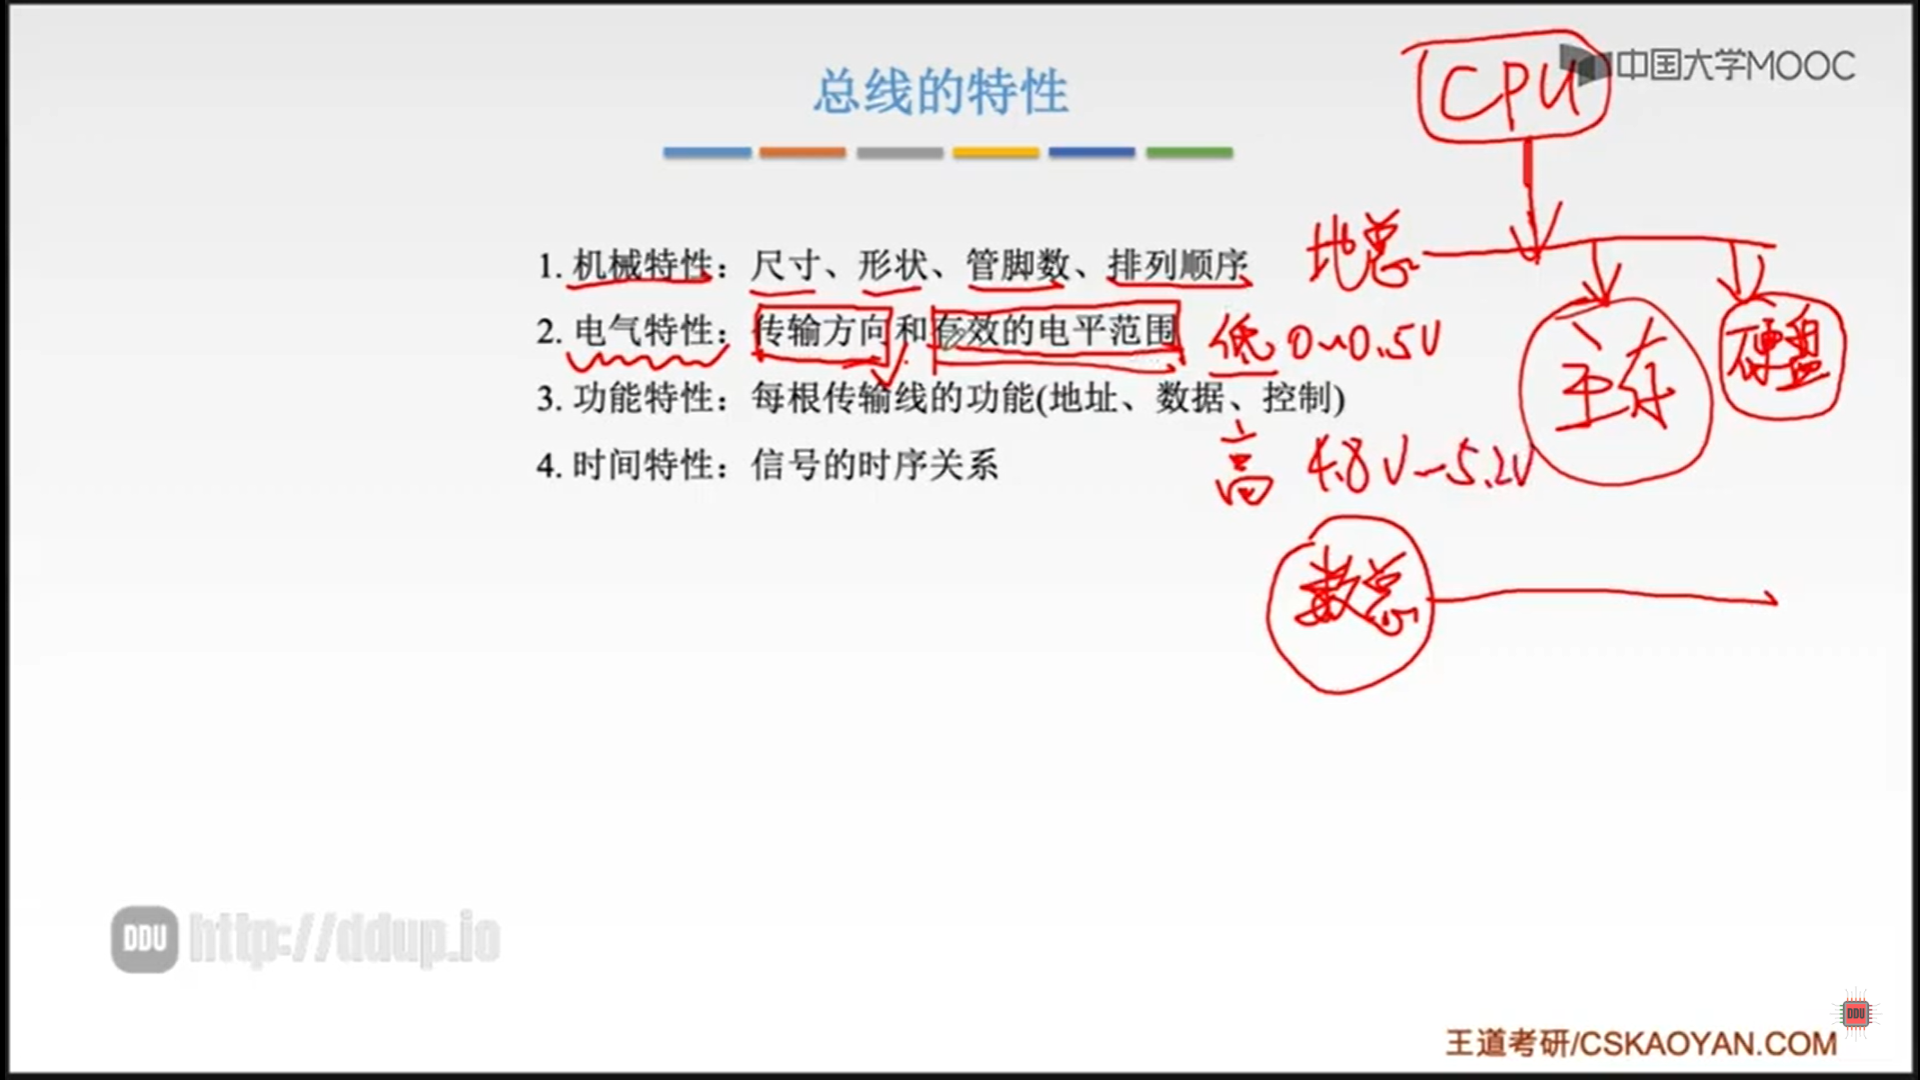 总线的特性
中国大学MOOC
CPU
1. 机械特性：尺寸、形状、管脚数、排列顺序
地总
2. 电气特性：传输方向和有效的电平范围
低 0~0.5V
主存
硬盘
3. 功能特性：每根传输线的功能(地址、数据、控制)
4. 时间特性：信号的时序关系
高 4.8V~5.2V
数总
DDU http://ddup.io
DDU
王道考研/CSKAOYAN.COM